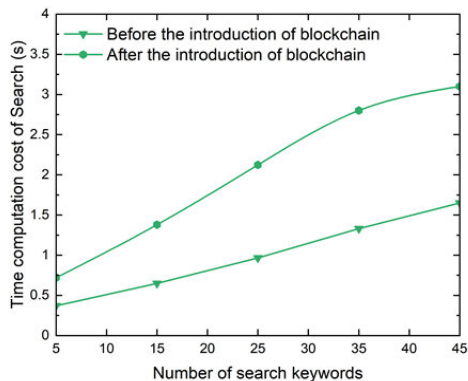 Before the introduction of blockchain
After the introduction of blockchain
Time computation cost of Search (s)
4
3.5
3
2.5
2
1.5
1
0.5
0
5 10 15 20 25 30 35 40 45
Number of search keywords